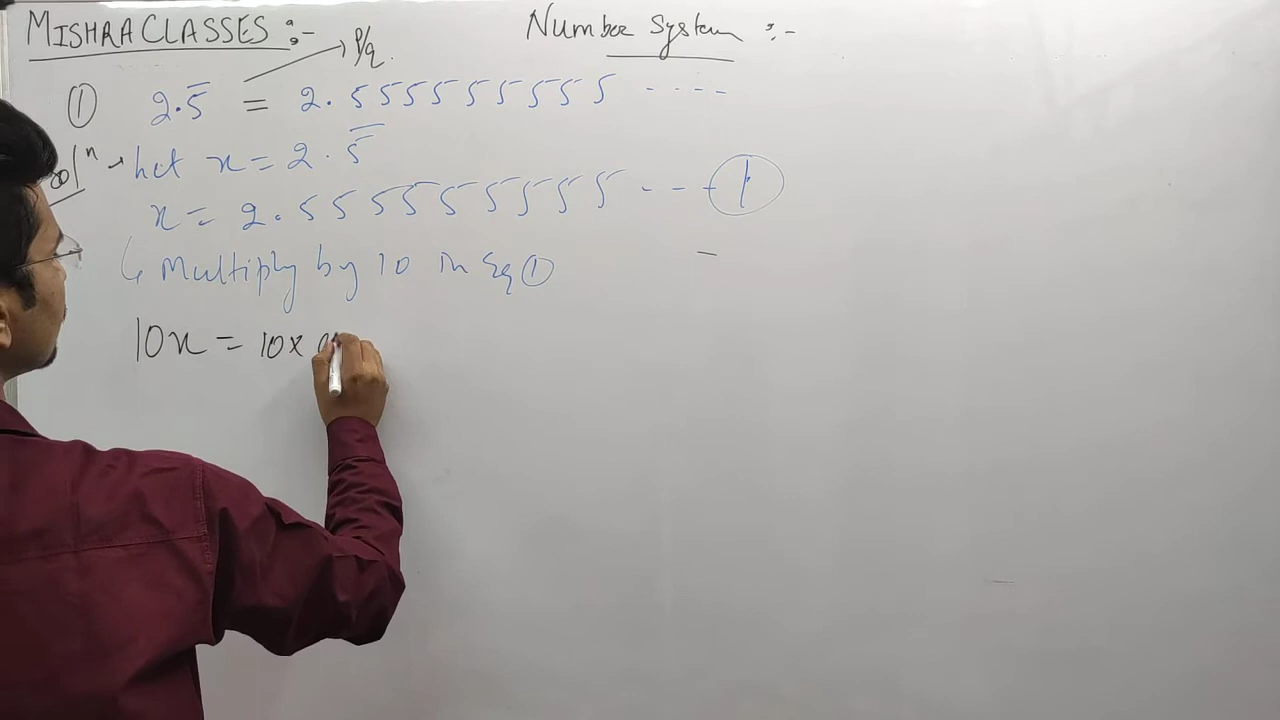 MISHRA CLASSES :-
Number System :-
p/q
① 2.5̅ = 2.5555555555 ----
Solⁿ → Let x = 2.5̅
x = 2.555555555 --- ①
↳ Multiply by 10 in Eq ①
10x = 10×